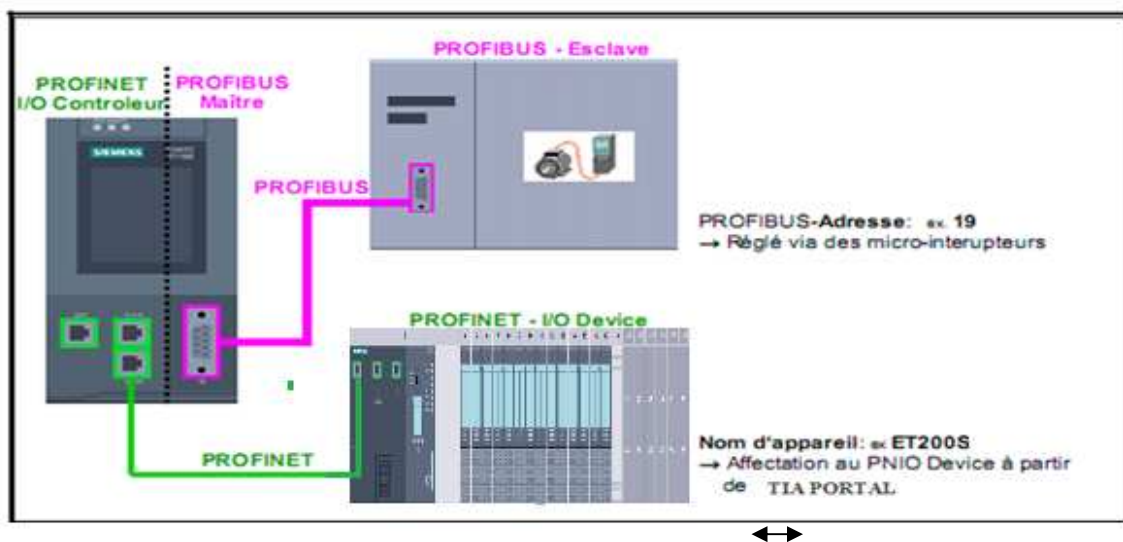 PROFIBUS - Esclave
PROFINET
I/O Controleur
PROFIBUS
Maître
SIEMENS
PROFIBUS
PROFIBUS-Adresse: ex. 19
→ Réglé via des micro-interupteurs
PROFINET - I/O Device
PROFINET
Nom d'appareil: ex ET200S
→ Affectation au PNIO Device à partir
de TIA PORTAL